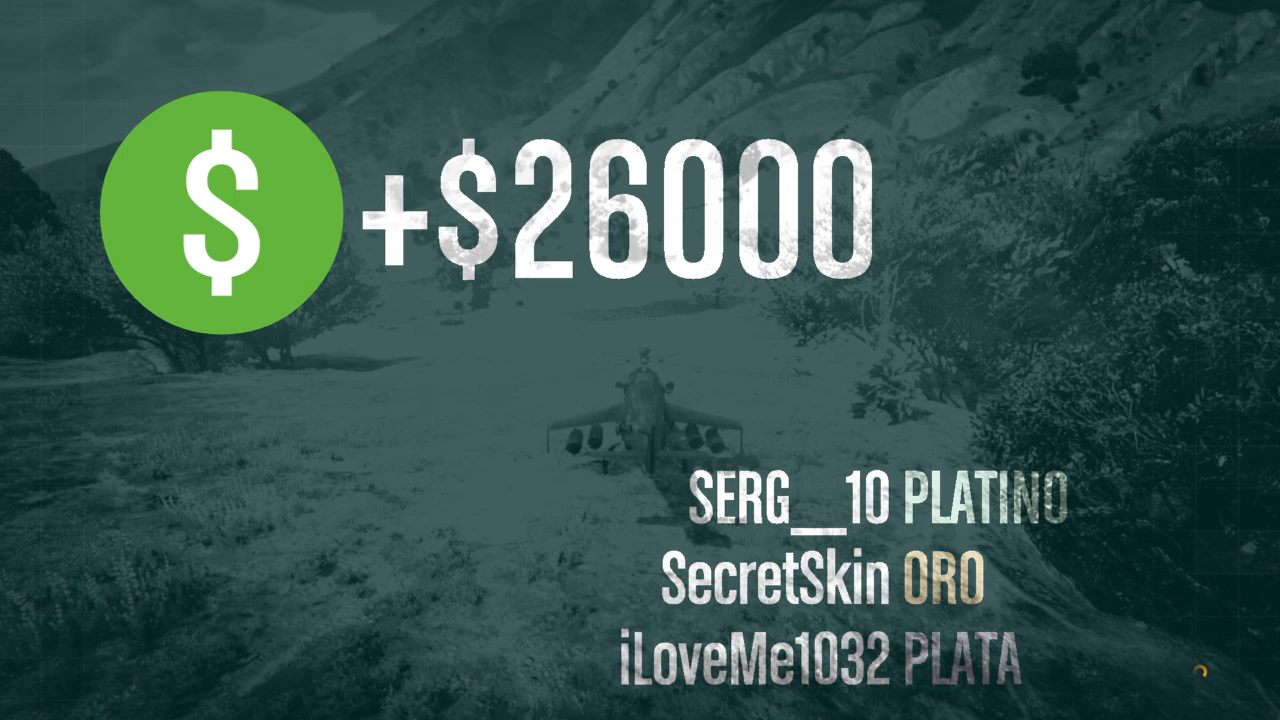 $ +$26000
SERG__10 PLATINO
SecretSkin ORO
iLoveMe1032 PLATA